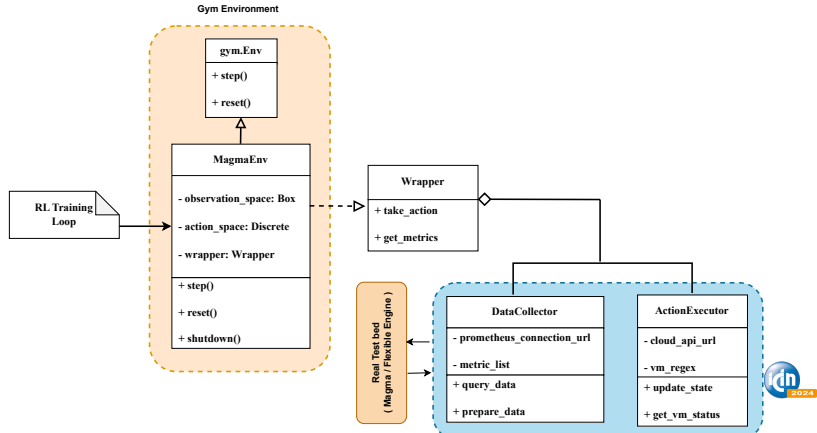 Gym Environment
gym.Env
+ step()
+ reset()
MagmaEnv
- observation_space: Box
- action_space: Discrete
- wrapper: Wrapper
+ step()
+ reset()
+ shutdown()
RL Training
Loop
Wrapper
+ take_action
+ get_metrics
Real Test bed
( Magma / Flexible Engine )
DataCollector
- prometheus_connection_url
- metric_list
+ query_data
+ prepare_data
ActionExecutor
- cloud_api_url
- vm_regex
+ update_state
+ get_vm_status
icin
2024